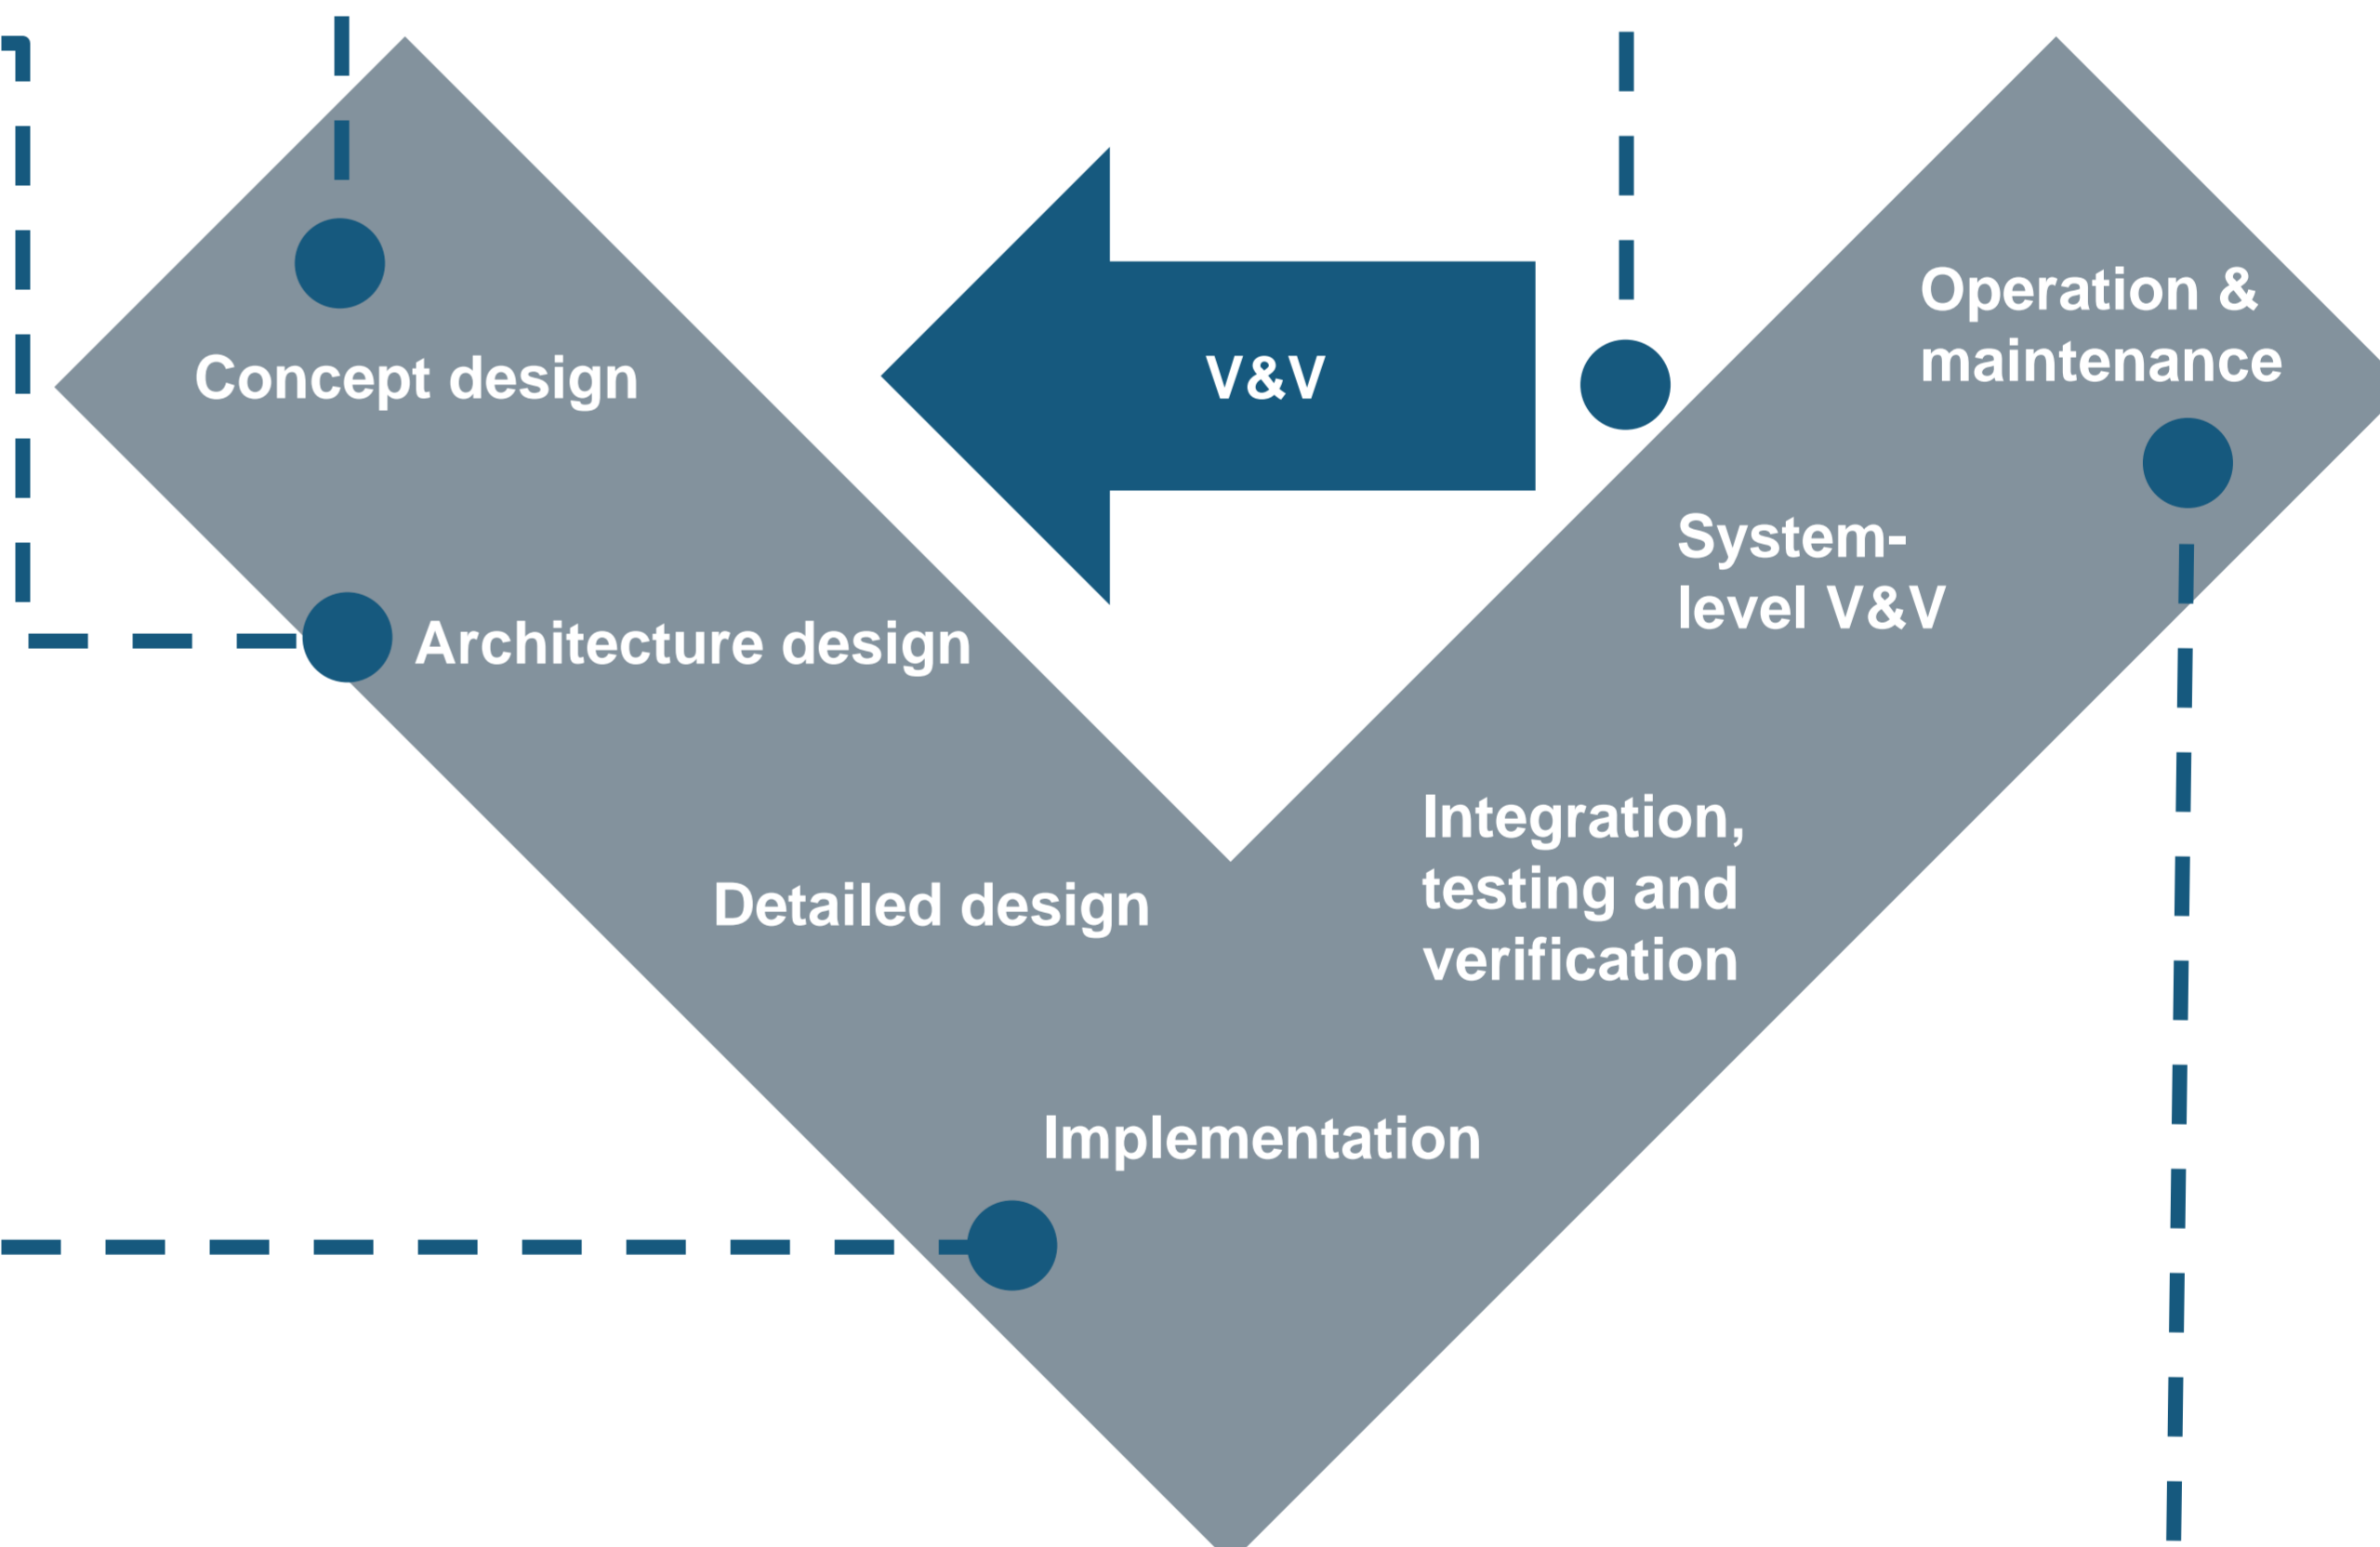 Concept design
Architecture design
Detailed design
Implementation
Integration,
testing and
verification
System-
level V&V
Operation &
maintenance
V&V